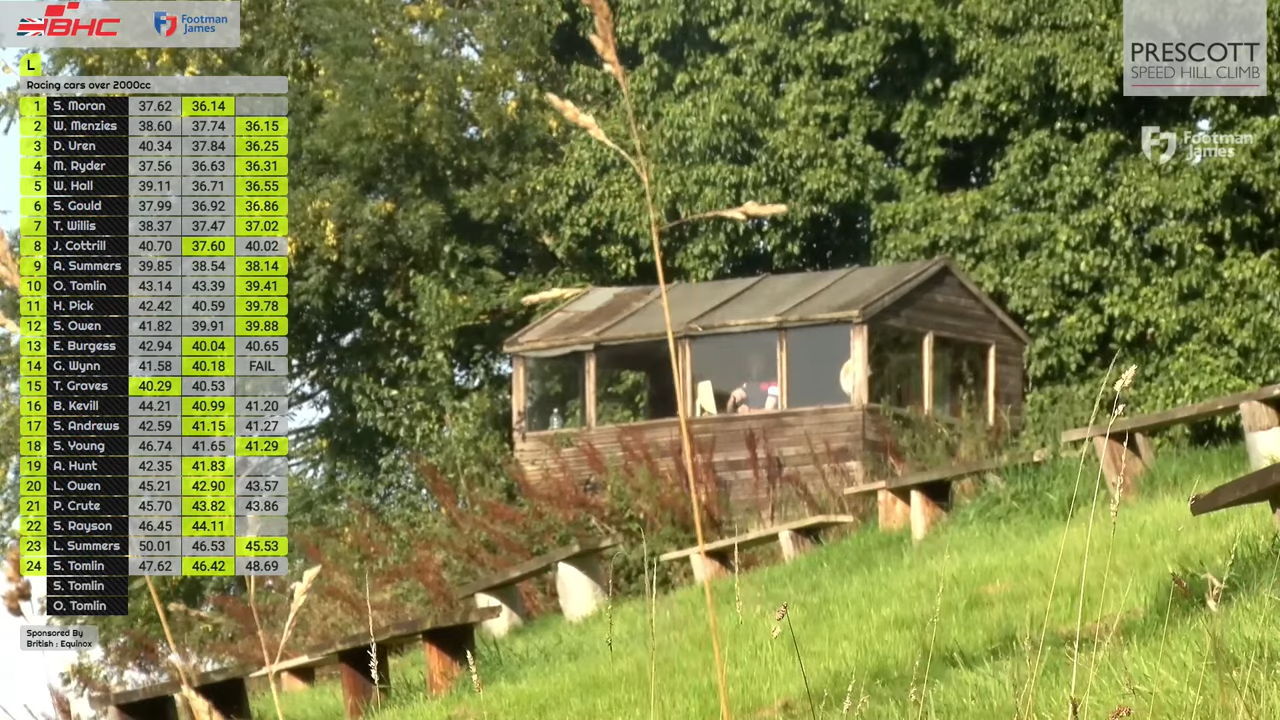 BHC
Footman James
PRESCOTT
SPEED HILL CLIMB
Footman James
L
Racing cars over 2000cc
1 S. Moran 37.62 36.14
2 W. Menzies 38.60 37.74 36.15
3 D. Uren 40.34 37.84 36.25
4 M. Ryder 37.56 36.63 36.31
5 W. Hall 39.11 36.71 36.55
6 S. Gould 37.99 36.92 36.86
7 T. Willis 38.37 37.47 37.02
8 J. Cottrill 40.70 37.60 40.02
9 A. Summers 39.85 38.54 38.14
10 O. Tomlin 43.14 43.39 39.41
11 H. Pick 42.42 40.59 39.78
12 S. Owen 41.82 39.91 39.88
13 E. Burgess 42.94 40.04 40.65
14 G. Wynn 41.58 40.18 FAIL
15 T. Graves 40.29 40.53
16 B. Kevill 44.21 40.99 41.20
17 S. Andrews 42.59 41.15 41.27
18 S. Young 46.74 41.65 41.29
19 A. Hunt 42.35 41.83
20 L. Owen 45.21 42.90 43.57
21 P. Crute 45.70 43.82 43.86
22 S. Rayson 46.45 44.11
23 L. Summers 50.01 46.53 45.53
24 S. Tomlin 47.62 46.42 48.69
S. Tomlin
O. Tomlin
Sponsored By
British : Equinox